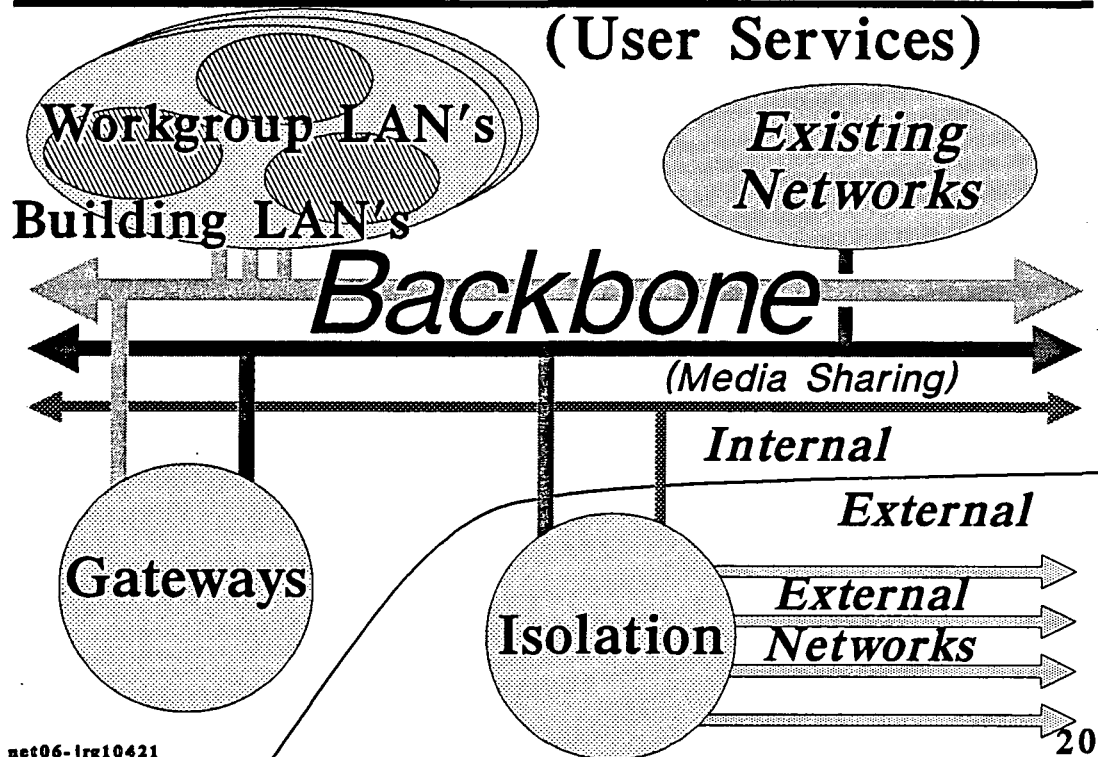 (User Services)
Workgroup LAN's
Building LAN's
Existing
Networks
Backbone
(Media Sharing)
Internal
External
Gateways
Isolation
External
Networks
net06-jrg10421
20